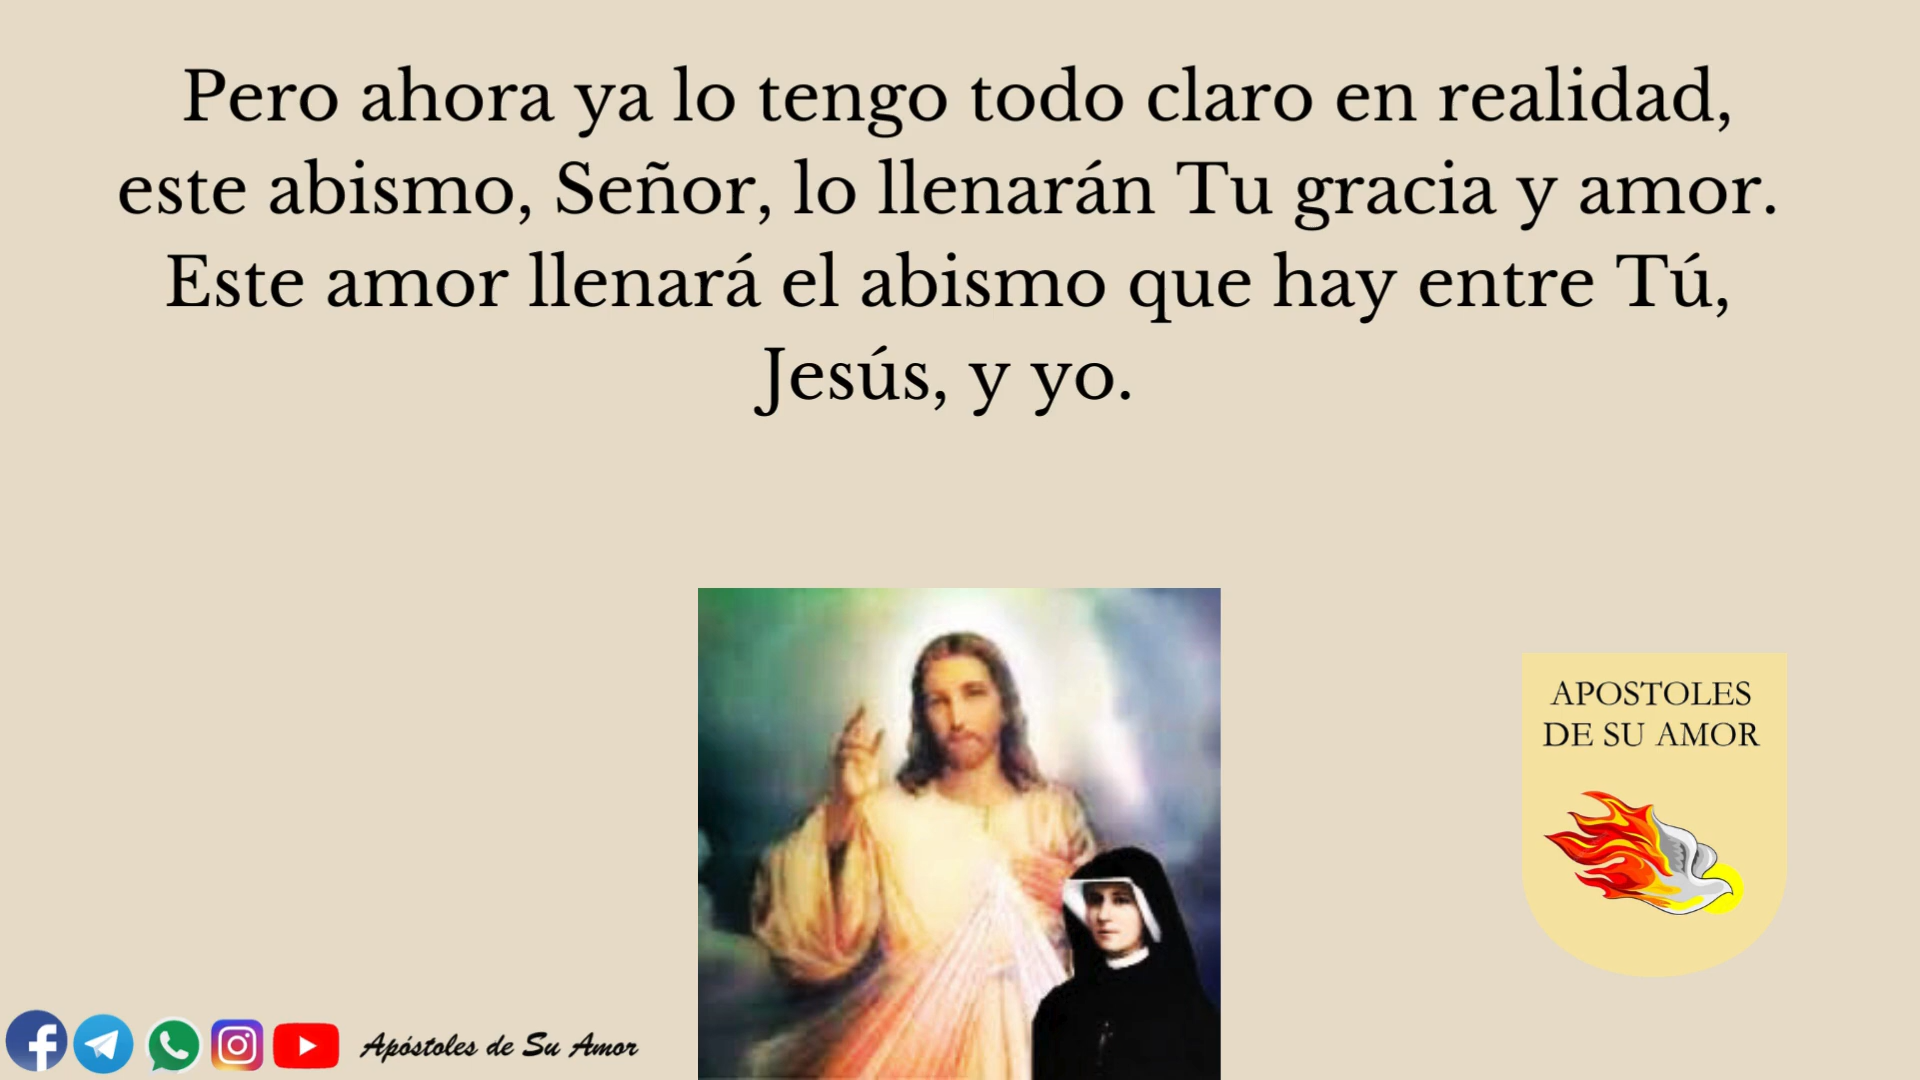 Pero ahora ya lo tengo todo claro en realidad,
este abismo, Señor, lo llenarán Tu gracia y amor.
Este amor llenará el abismo que hay entre Tú,
Jesús, y yo.
APOSTOLES
DE SU AMOR
Apóstoles de Su Amor